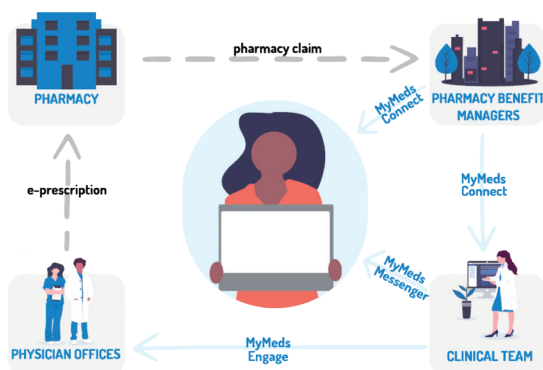 pharmacy claim
PHARMACY
PHARMACY BENEFIT
MANAGERS
MyMeds
Connect
e-prescription
MyMeds
Connect
MyMeds
Messenger
PHYSICIAN OFFICES
MyMeds
Engage
CLINICAL TEAM